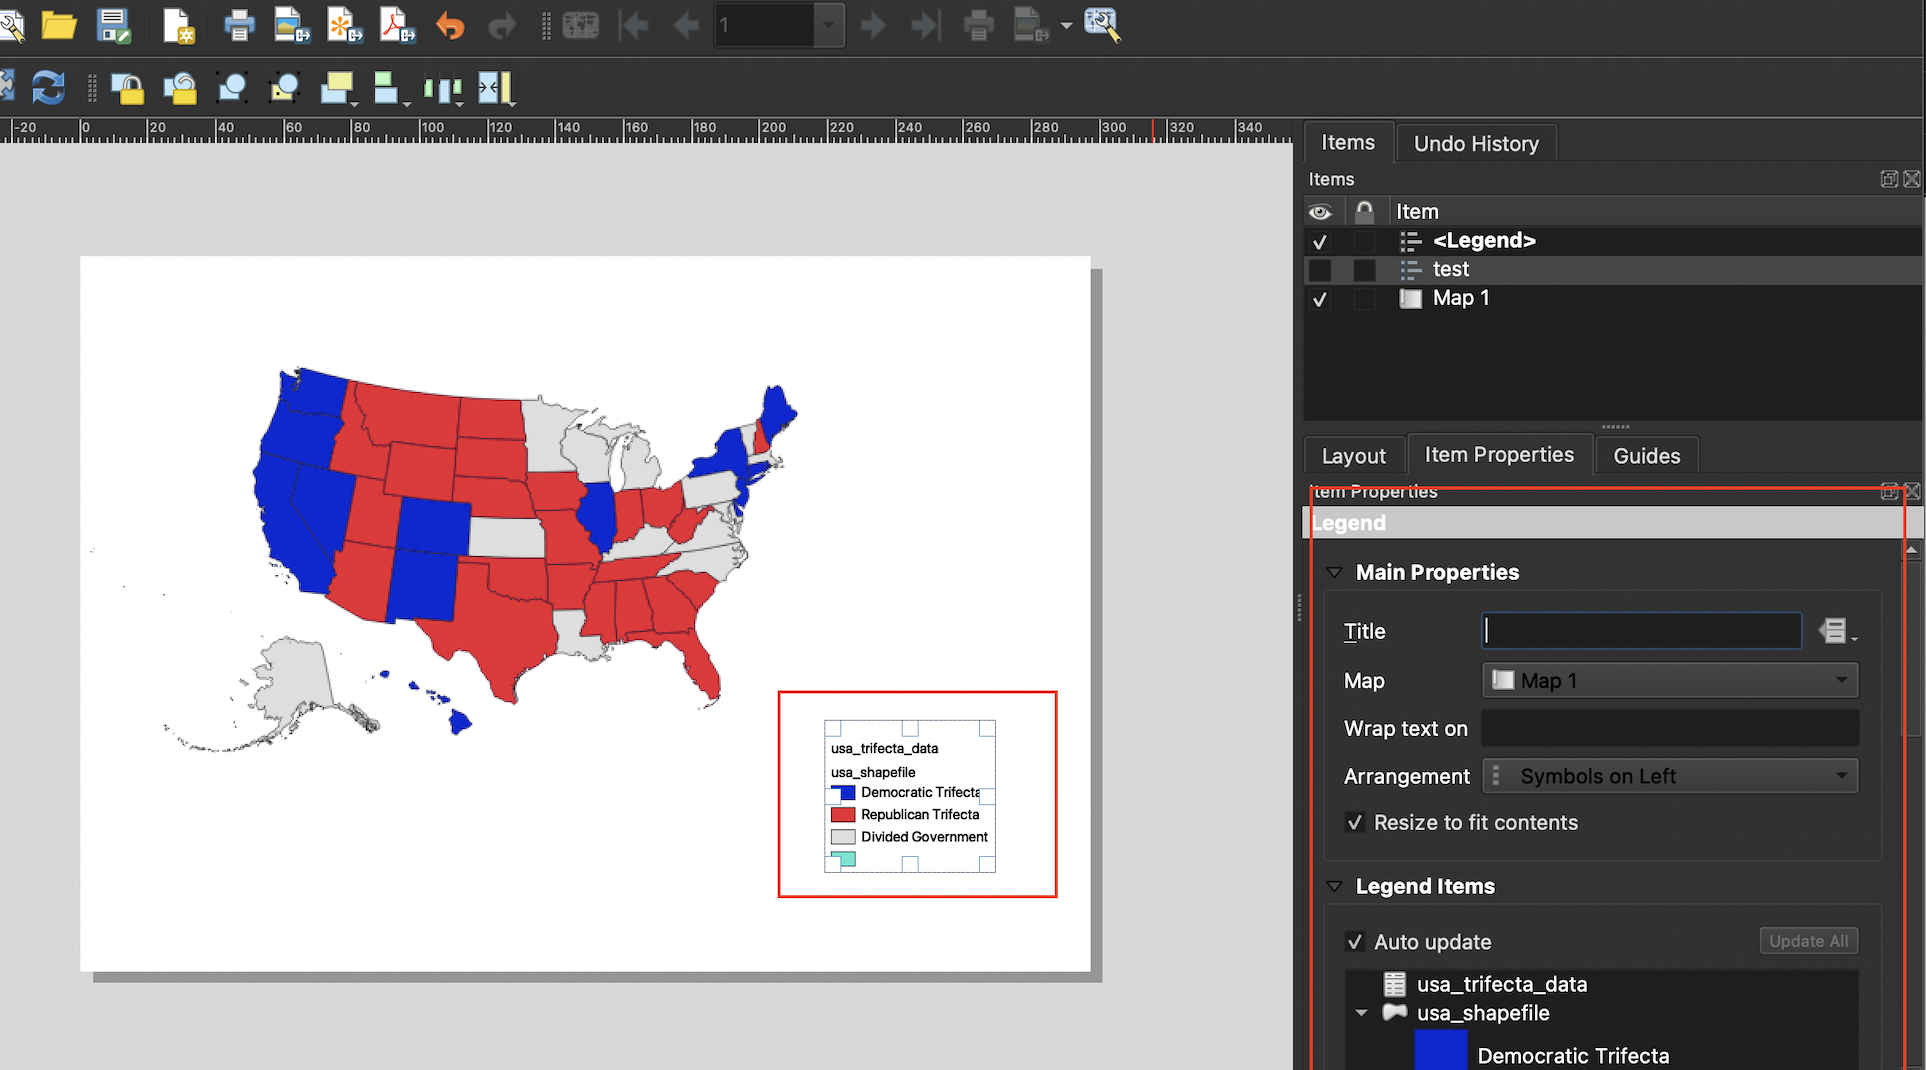 1
-20 0 20 40 60 80 100 120 140 160 180 200 220 240 260 280 300 320 340
Items Undo History
Items
Item
<Legend>
test
Map 1
Layout Item Properties Guides
Item Properties
Legend
Main Properties
Title
Map Map 1
Wrap text on
Arrangement Symbols on Left
Resize to fit contents
Legend Items
Auto update Update All
usa_trifecta_data
usa_shapefile
Democratic Trifecta
usa_trifecta_data
usa_shapefile
Democratic Trifecta
Republican Trifecta
Divided Government